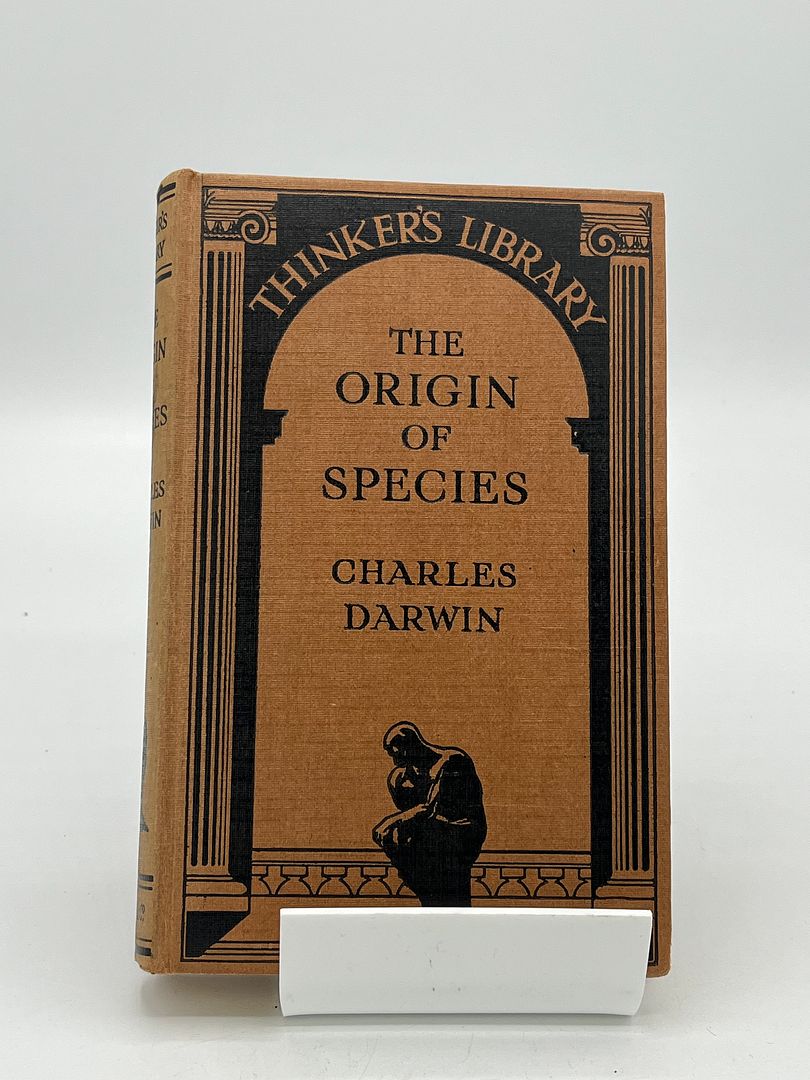 THINKER'S LIBRARY
THE
ORIGIN
OF
SPECIES
CHARLES
DARWIN